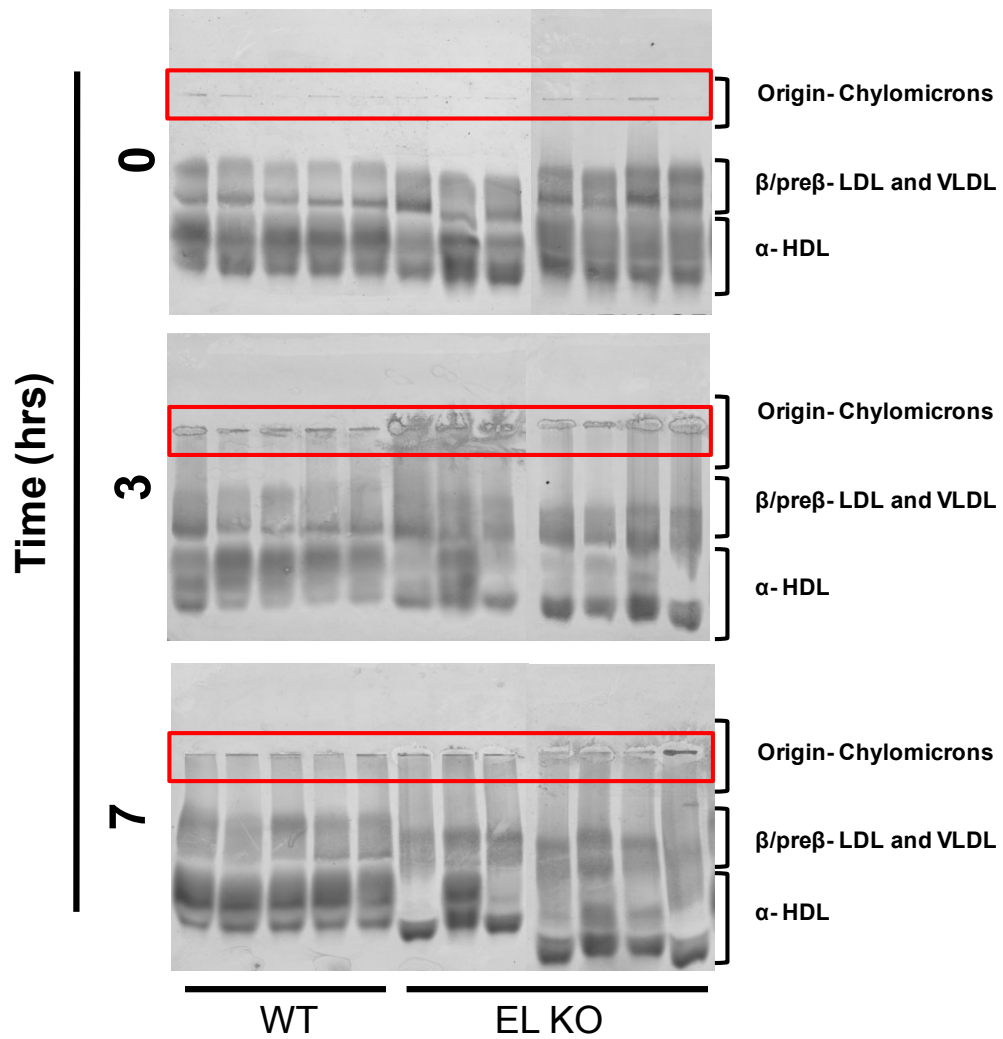 Time (hrs)
0
Origin- Chylomicrons
β/preβ- LDL and VLDL
α- HDL
3
Origin- Chylomicrons
β/preβ- LDL and VLDL
α- HDL
7
Origin- Chylomicrons
β/preβ- LDL and VLDL
α- HDL
WT
EL KO